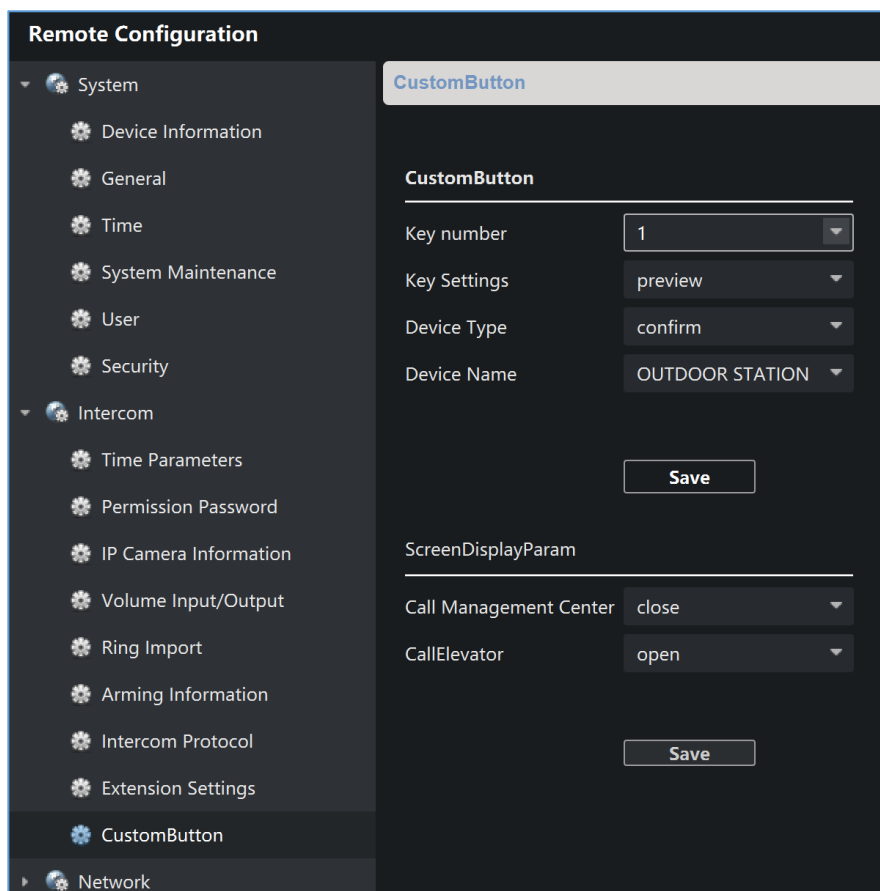 Remote Configuration
System
Device Information
General
Time
System Maintenance
User
Security
Intercom
Time Parameters
Permission Password
IP Camera Information
Volume Input/Output
Ring Import
Arming Information
Intercom Protocol
Extension Settings
CustomButton
Network
CustomButton
CustomButton
Key number 1
Key Settings preview
Device Type confirm
Device Name OUTDOOR STATION
Save
ScreenDisplayParam
Call Management Center close
CallElevator open
Save